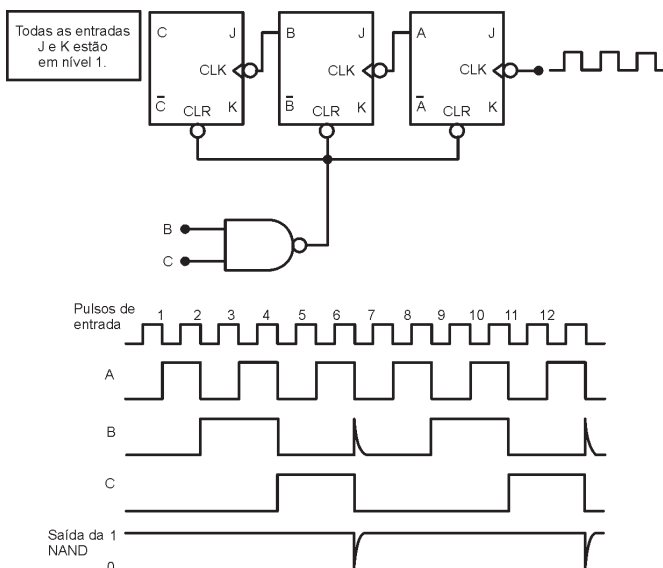 Todas as entradas
J e K estão
em nível 1.
C J B J A J
CLK CLK CLK
C̅ CLR K B̅ CLR K A̅ CLR K
B
C
Pulsos de
entrada
1 2 3 4 5 6 7 8 9 10 11 12
A
B
C
Saída da 1
NAND
0